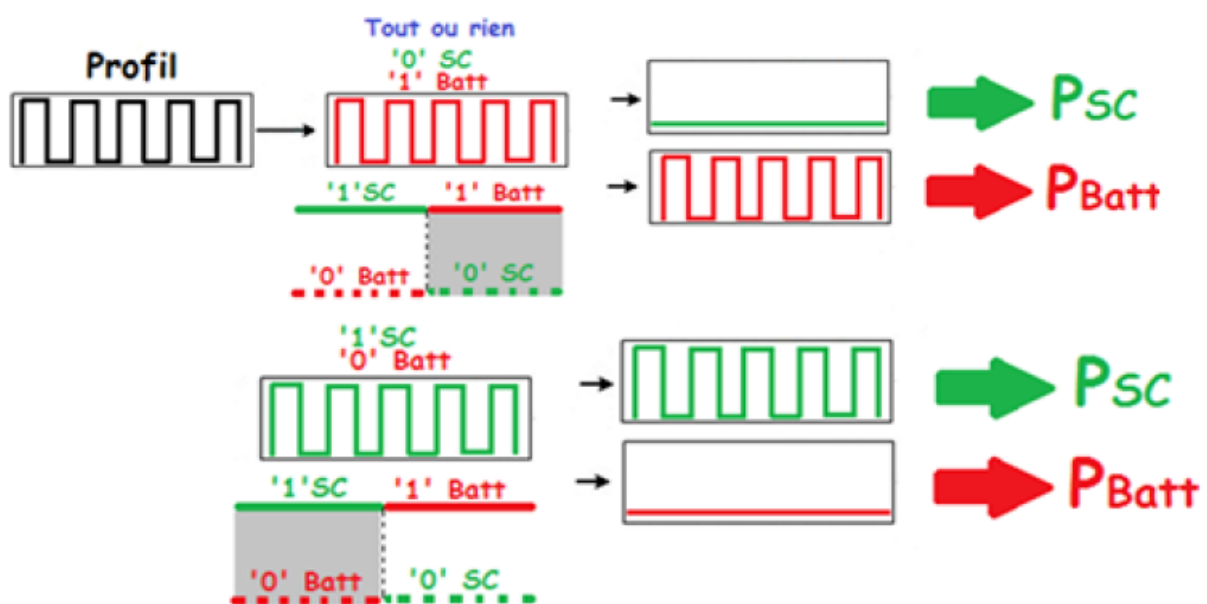 Tout ou rien
Profil
'0' SC
'1' Batt
PSC
'1'SC
'1' Batt
PBatt
'0' Batt
'0' SC
'1'SC
'0' Batt
PSC
'1'SC
'1' Batt
PBatt
'0' Batt
'0' SC